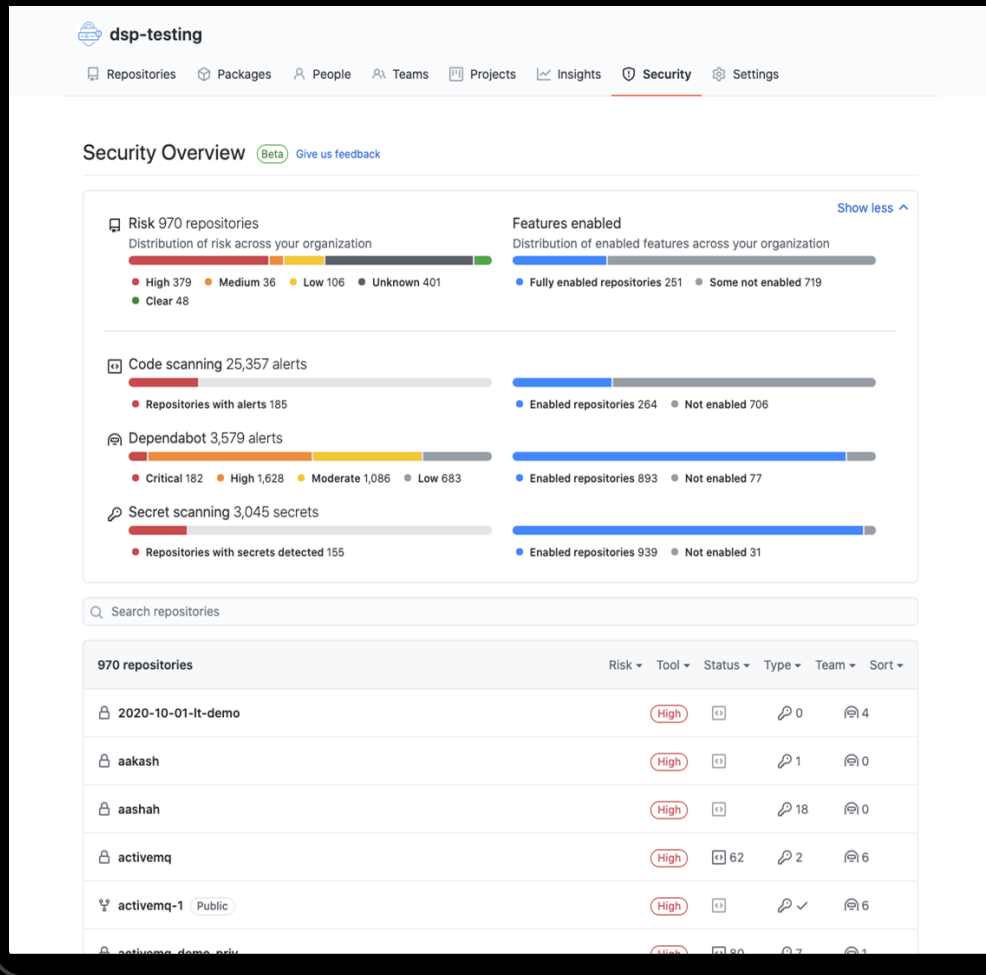 dsp-testing
Repositories Packages People Teams Projects Insights Security Settings
Security Overview Beta Give us feedback
Show less
Risk 970 repositories
Distribution of risk across your organization
High 379 Medium 36 Low 106 Unknown 401
Clear 48
Features enabled
Distribution of enabled features across your organization
Fully enabled repositories 251 Some not enabled 719
Code scanning 25,357 alerts
Repositories with alerts 185
Enabled repositories 264 Not enabled 706
Dependabot 3,579 alerts
Critical 182 High 1,628 Moderate 1,086 Low 683
Enabled repositories 893 Not enabled 77
Secret scanning 3,045 secrets
Repositories with secrets detected 155
Enabled repositories 939 Not enabled 31
Search repositories
970 repositories Risk Tool Status Type Team Sort
2020-10-01-lt-demo High 0 4
aakash High 1 0
aashah High 18 0
activemq High 62 2 6
activemq-1 Public High 6
activemq-demo-priv High 80 7 1